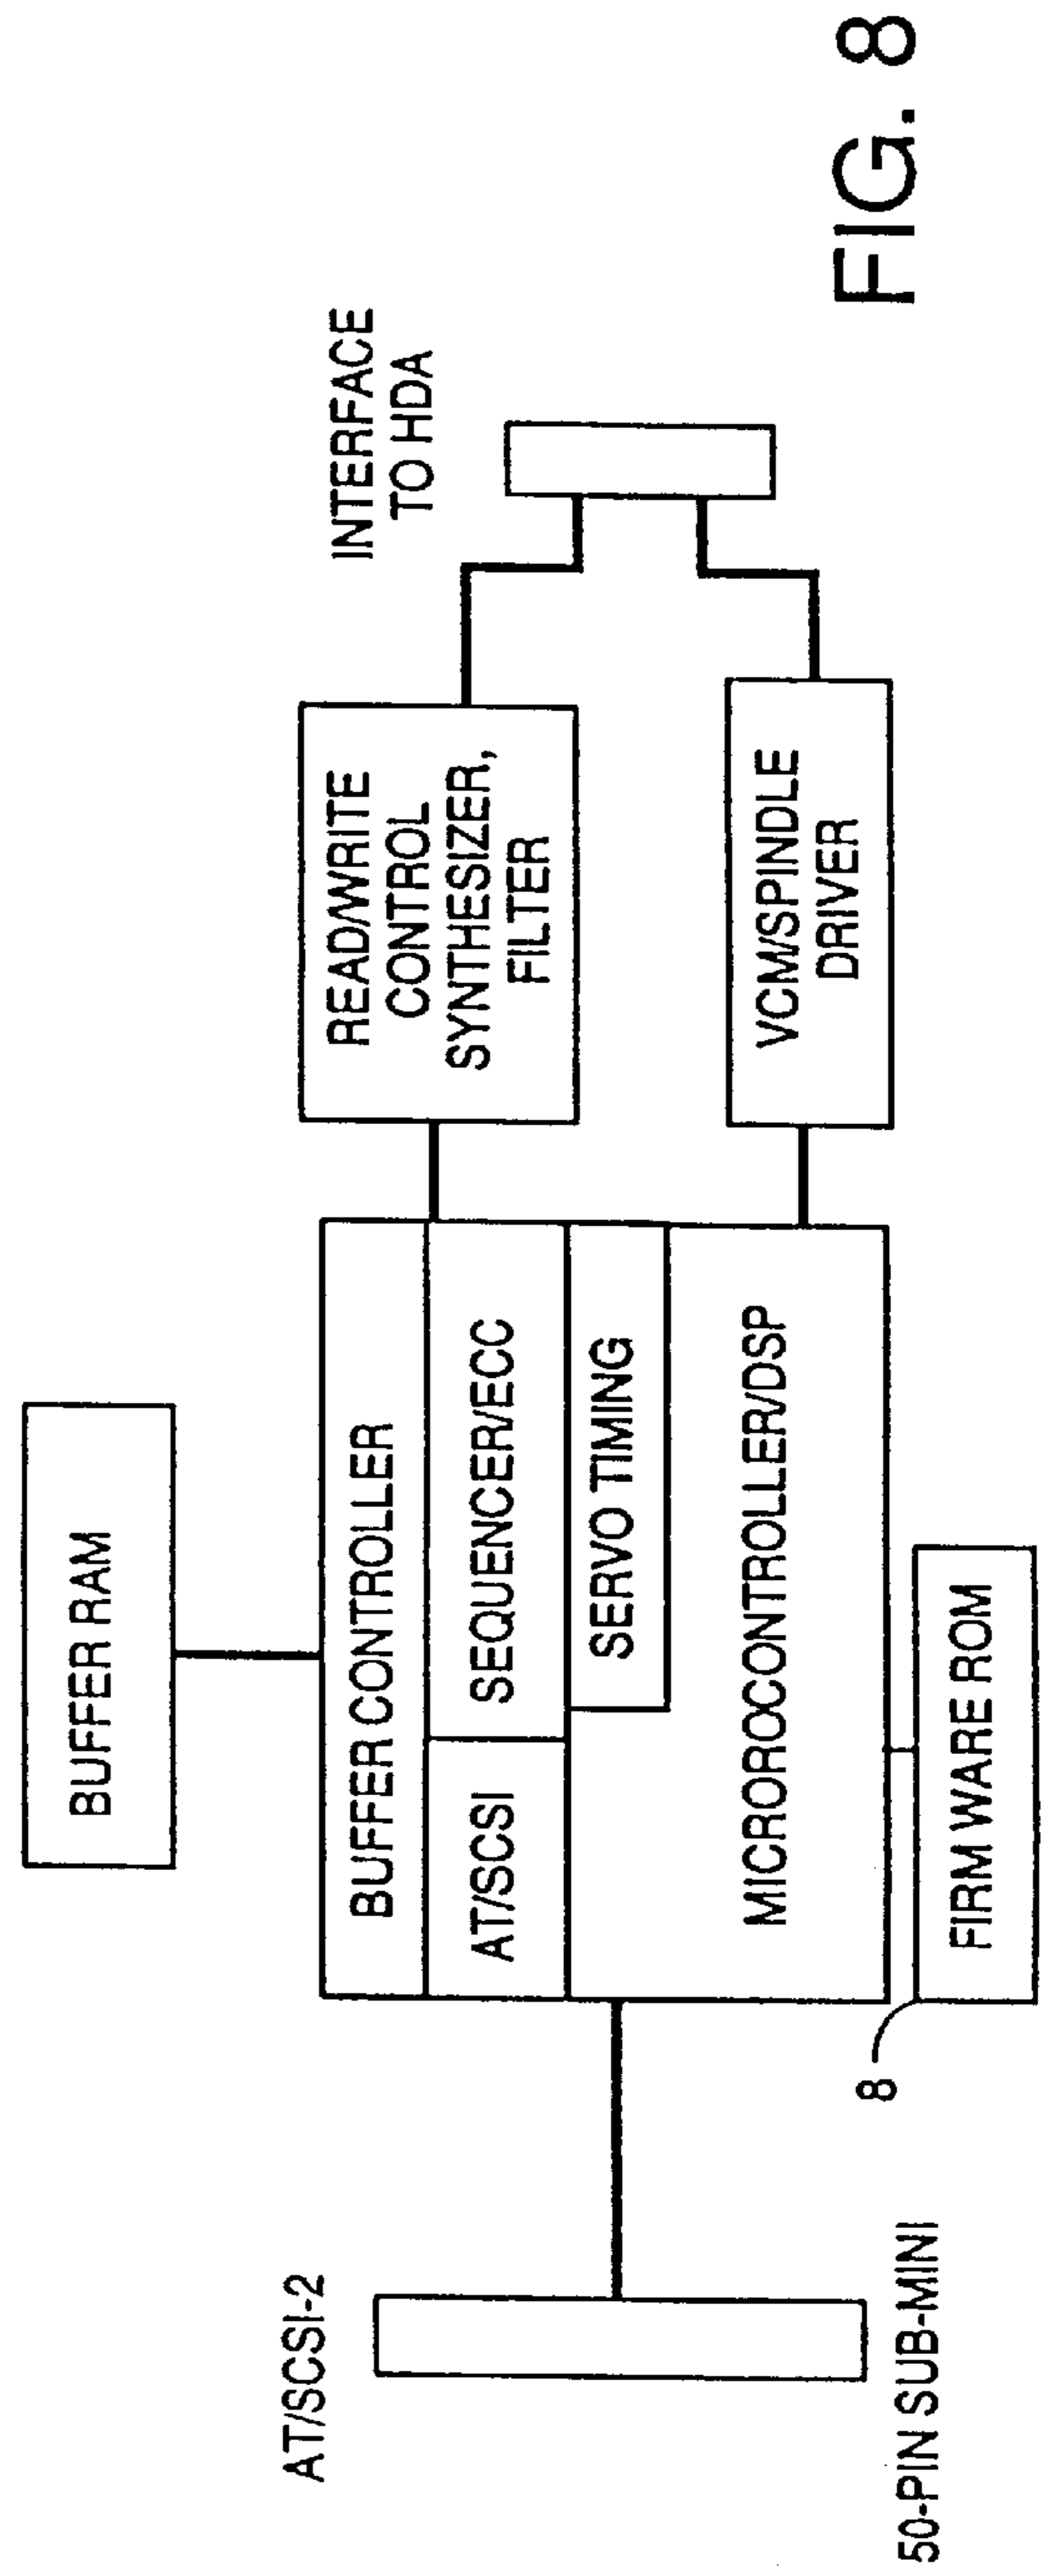 BUFFER RAM
INTERFACE
TO HDA
READ/WRITE
CONTROL
SYNTHESIZER,
FILTER
AT/SCSI-2
BUFFER CONTROLLER
AT/SCSI
SEQUENCER/ECC
SERVO TIMING
MICROROCONTROLLER/DSP
VCM/SPINDLE
DRIVER
8
FIRM WARE ROM
50-PIN SUB-MINI
FIG. 8